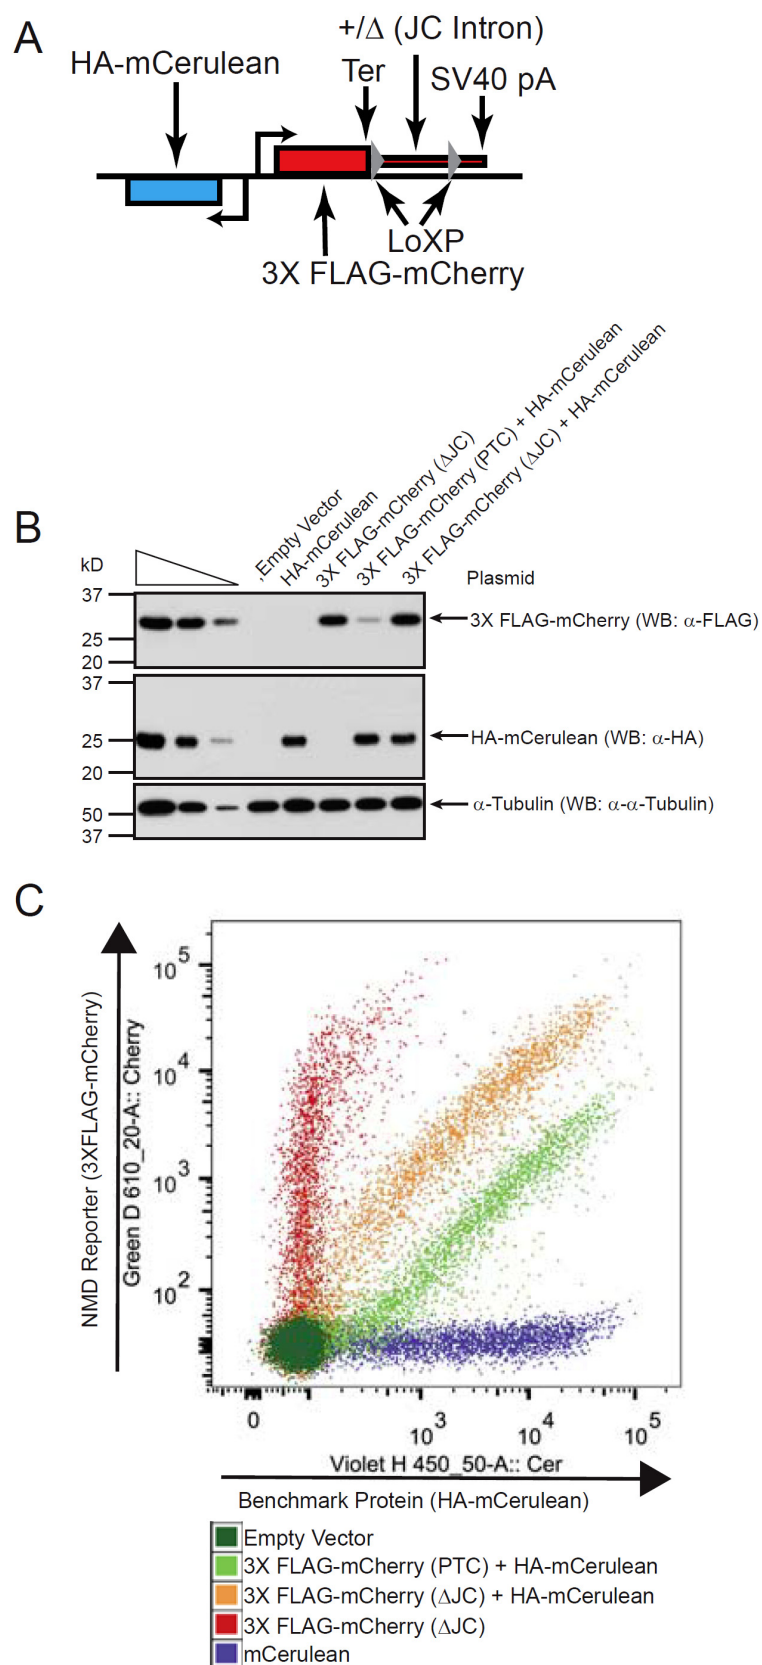 A
+/Δ (JC Intron)
HA-mCerulean
Ter
SV40 pA
LoXP
3X FLAG-mCherry
B
,Empty Vector
HA-mCerulean
3X FLAG-mCherry (ΔJC)
3X FLAG-mCherry (PTC) + HA-mCerulean
3X FLAG-mCherry (ΔJC) + HA-mCerulean
kD
Plasmid
37
25
20
3X FLAG-mCherry (WB: α-FLAG)
37
25
20
HA-mCerulean (WB: α-HA)
50
37
α-Tubulin (WB: α-α-Tubulin)
C
NMD Reporter (3XFLAG-mCherry)
Green D 610_20-A:: Cherry
10^5
10^4
10^3
10^2
0
10^3
10^4
10^5
Violet H 450_50-A:: Cer
Benchmark Protein (HA-mCerulean)
Empty Vector
3X FLAG-mCherry (PTC) + HA-mCerulean
3X FLAG-mCherry (ΔJC) + HA-mCerulean
3X FLAG-mCherry (ΔJC)
mCerulean